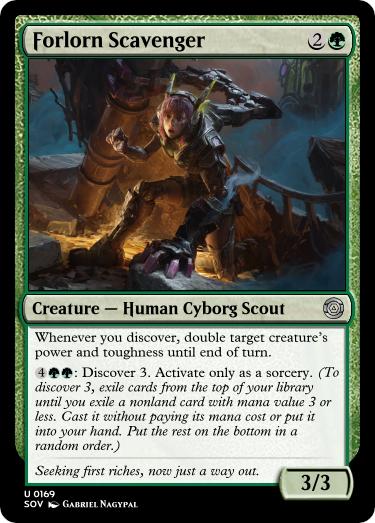 Forlorn Scavenger 2
Creature — Human Cyborg Scout
Whenever you discover, double target creature's
power and toughness until end of turn.
4: Discover 3. Activate only as a sorcery. (To
discover 3, exile cards from the top of your library
until you exile a nonland card with mana value 3 or
less. Cast it without paying its mana cost or put it
into your hand. Put the rest on the bottom in a
random order.)
Seeking first riches, now just a way out.
3/3
U 0169
SOV Gabriel Nagypal